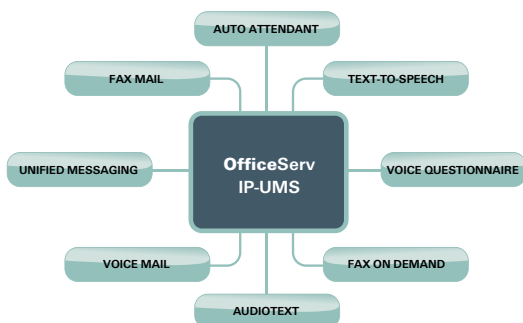 AUTO ATTENDANT
FAX MAIL
TEXT-TO-SPEECH
UNIFIED MESSAGING
OfficeServ
IP-UMS
VOICE QUESTIONNAIRE
VOICE MAIL
FAX ON DEMAND
AUDIOTEXT